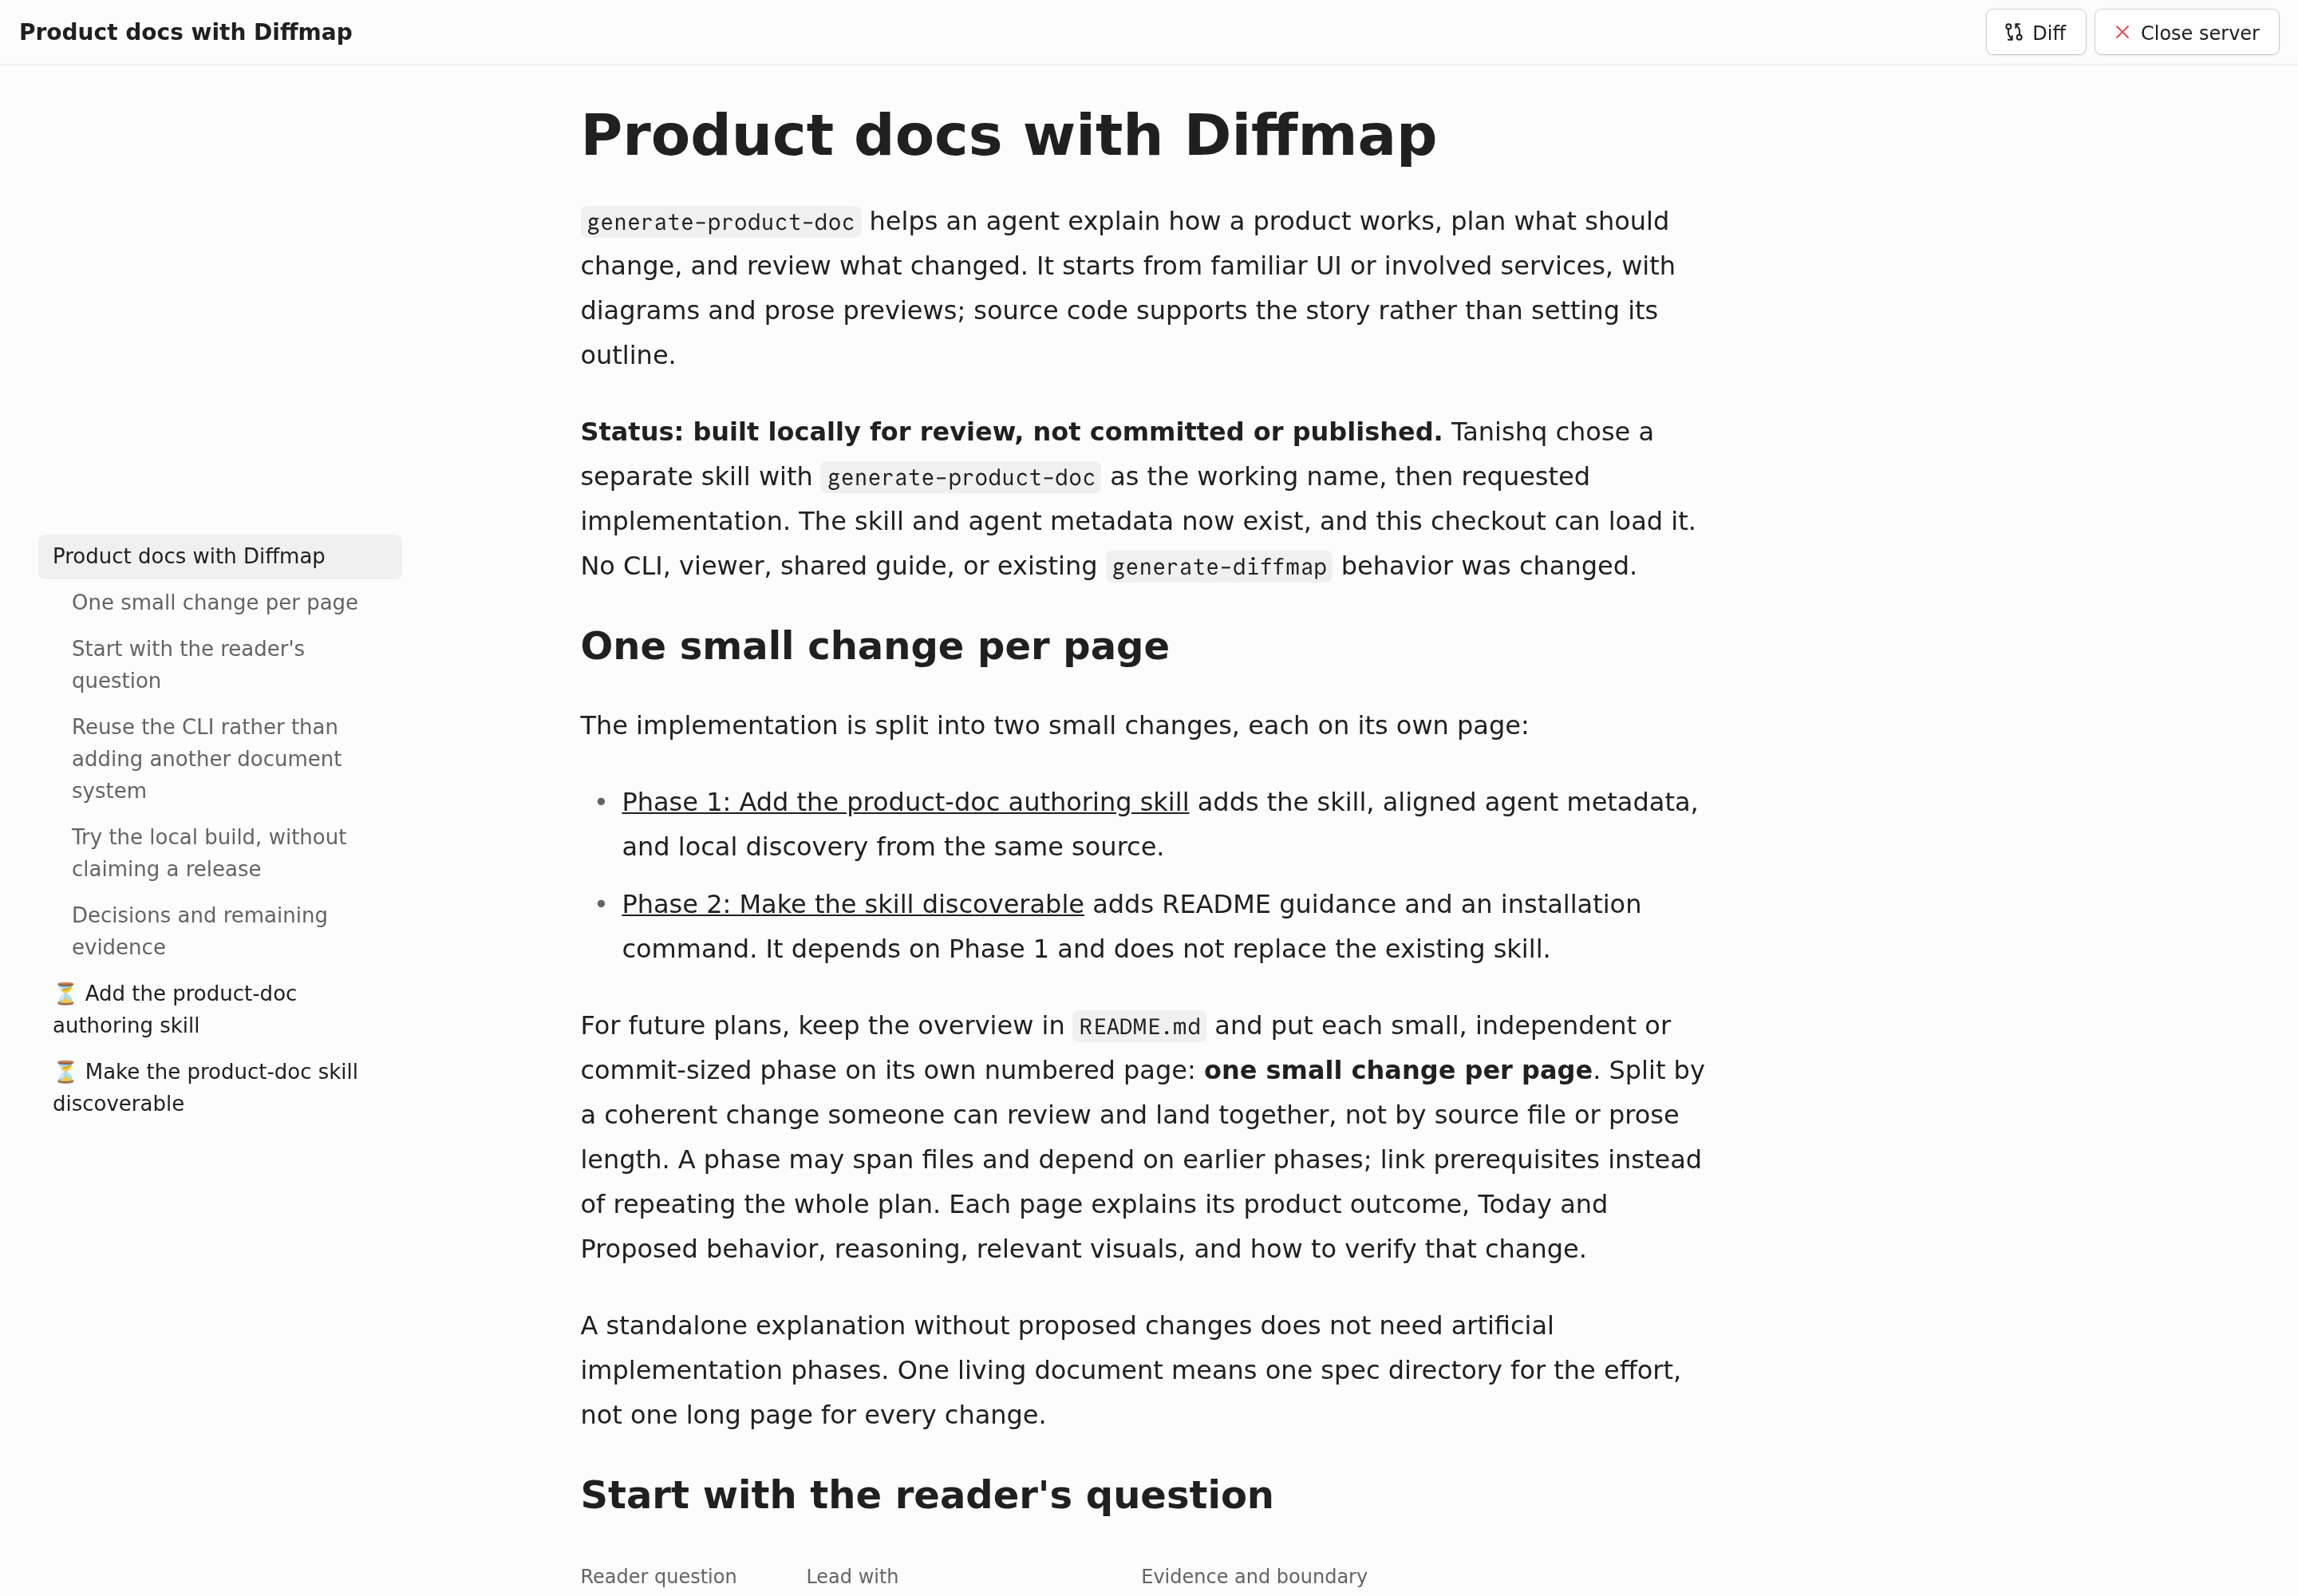 Product docs with Diffmap
Diff
Close server
Product docs with Diffmap
One small change per page
Start with the reader's
question
Reuse the CLI rather than
adding another document
system
Try the local build, without
claiming a release
Decisions and remaining
evidence
⏳ Add the product-doc
authoring skill
⏳ Make the product-doc skill
discoverable
Product docs with Diffmap
generate-product-doc helps an agent explain how a product works, plan what should
change, and review what changed. It starts from familiar UI or involved services, with
diagrams and prose previews; source code supports the story rather than setting its
outline.
Status: built locally for review, not committed or published. Tanishq chose a
separate skill with generate-product-doc as the working name, then requested
implementation. The skill and agent metadata now exist, and this checkout can load it.
No CLI, viewer, shared guide, or existing generate-diffmap behavior was changed.
One small change per page
The implementation is split into two small changes, each on its own page:
• Phase 1: Add the product-doc authoring skill adds the skill, aligned agent metadata,
and local discovery from the same source.
• Phase 2: Make the skill discoverable adds README guidance and an installation
command. It depends on Phase 1 and does not replace the existing skill.
For future plans, keep the overview in README.md and put each small, independent or
commit-sized phase on its own numbered page: one small change per page. Split by
a coherent change someone can review and land together, not by source file or prose
length. A phase may span files and depend on earlier phases; link prerequisites instead
of repeating the whole plan. Each page explains its product outcome, Today and
Proposed behavior, reasoning, relevant visuals, and how to verify that change.
A standalone explanation without proposed changes does not need artificial
implementation phases. One living document means one spec directory for the effort,
not one long page for every change.
Start with the reader's question
Reader question
Lead with
Evidence and boundary